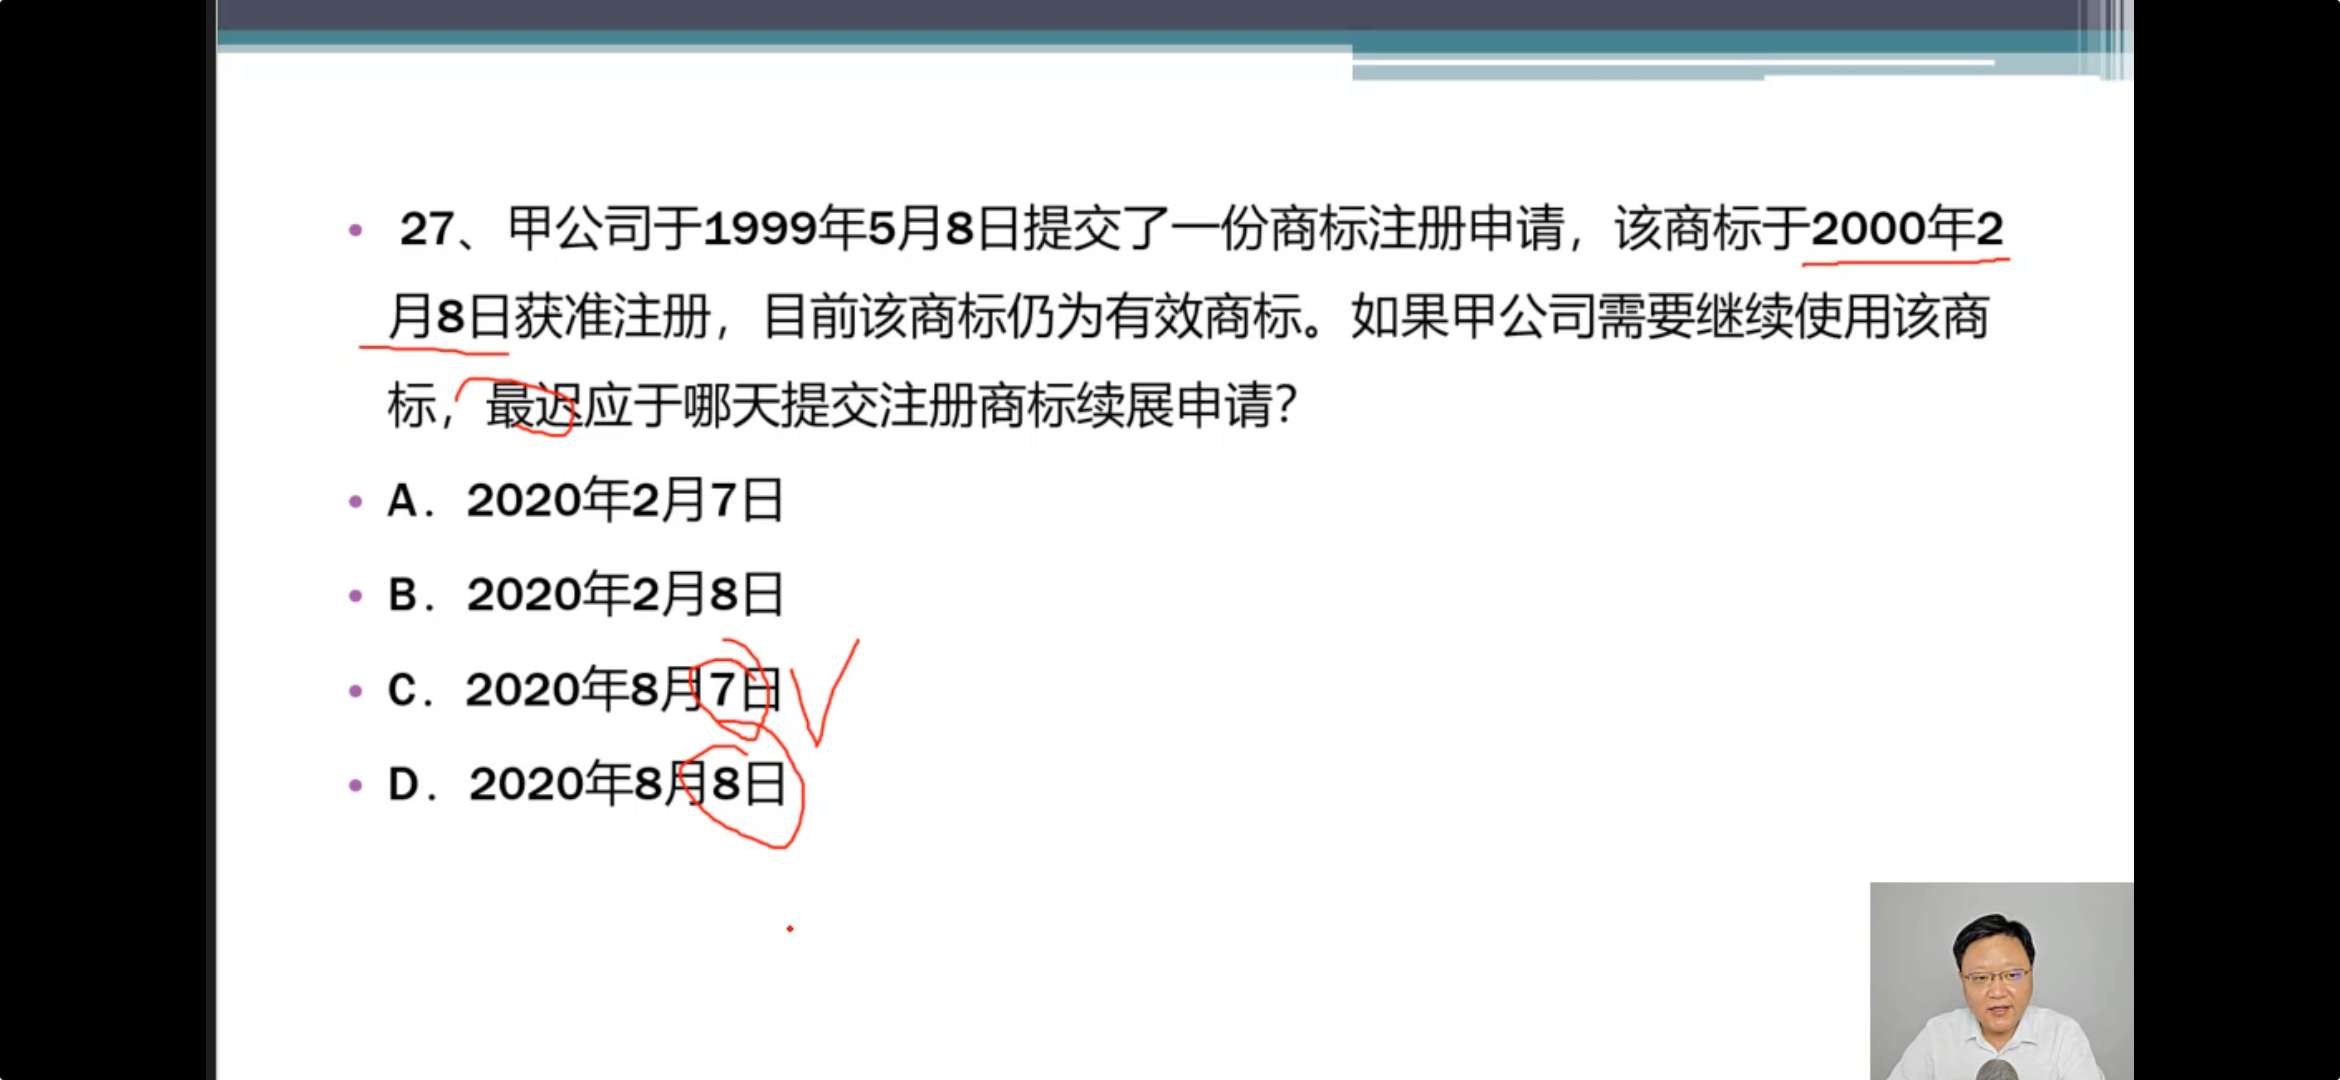 27、甲公司于1999年5月8日提交了一份商标注册申请，该商标于2000年2
月8日获准注册，目前该商标仍为有效商标。如果甲公司需要继续使用该商
标，最迟应于哪天提交注册商标续展申请？
A．2020年2月7日
B．2020年2月8日
C．2020年8月7日
D．2020年8月8日